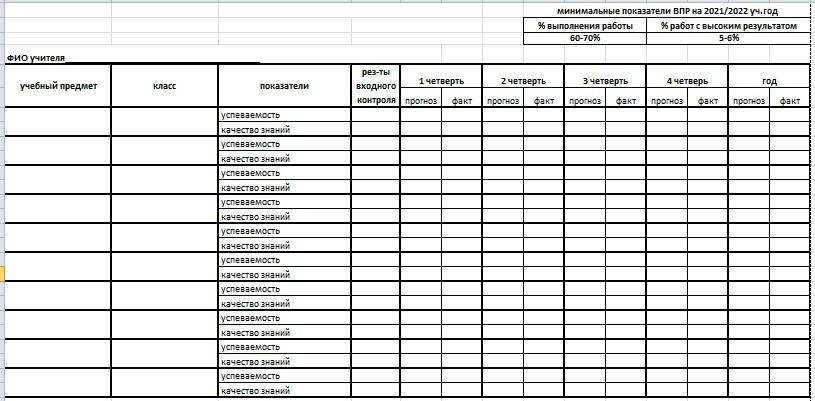 минимальные показатели ВПР на 2021/2022 уч.год
% выполнения работы % работ с высоким результатом
60-70% 5-6%
ФИО учителя
учебный предмет класс показатели рез-ты входного контроля 1 четверть 2 четверть 3 четверть 4 четверь год
прогноз факт прогноз факт прогноз факт прогноз факт прогноз факт
успеваемость
качество знаний
успеваемость
качество знаний
успеваемость
качество знаний
успеваемость
качество знаний
успеваемость
качество знаний
успеваемость
качество знаний
успеваемость
качество знаний
успеваемость
качество знаний
успеваемость
качество знаний
успеваемость
качество знаний